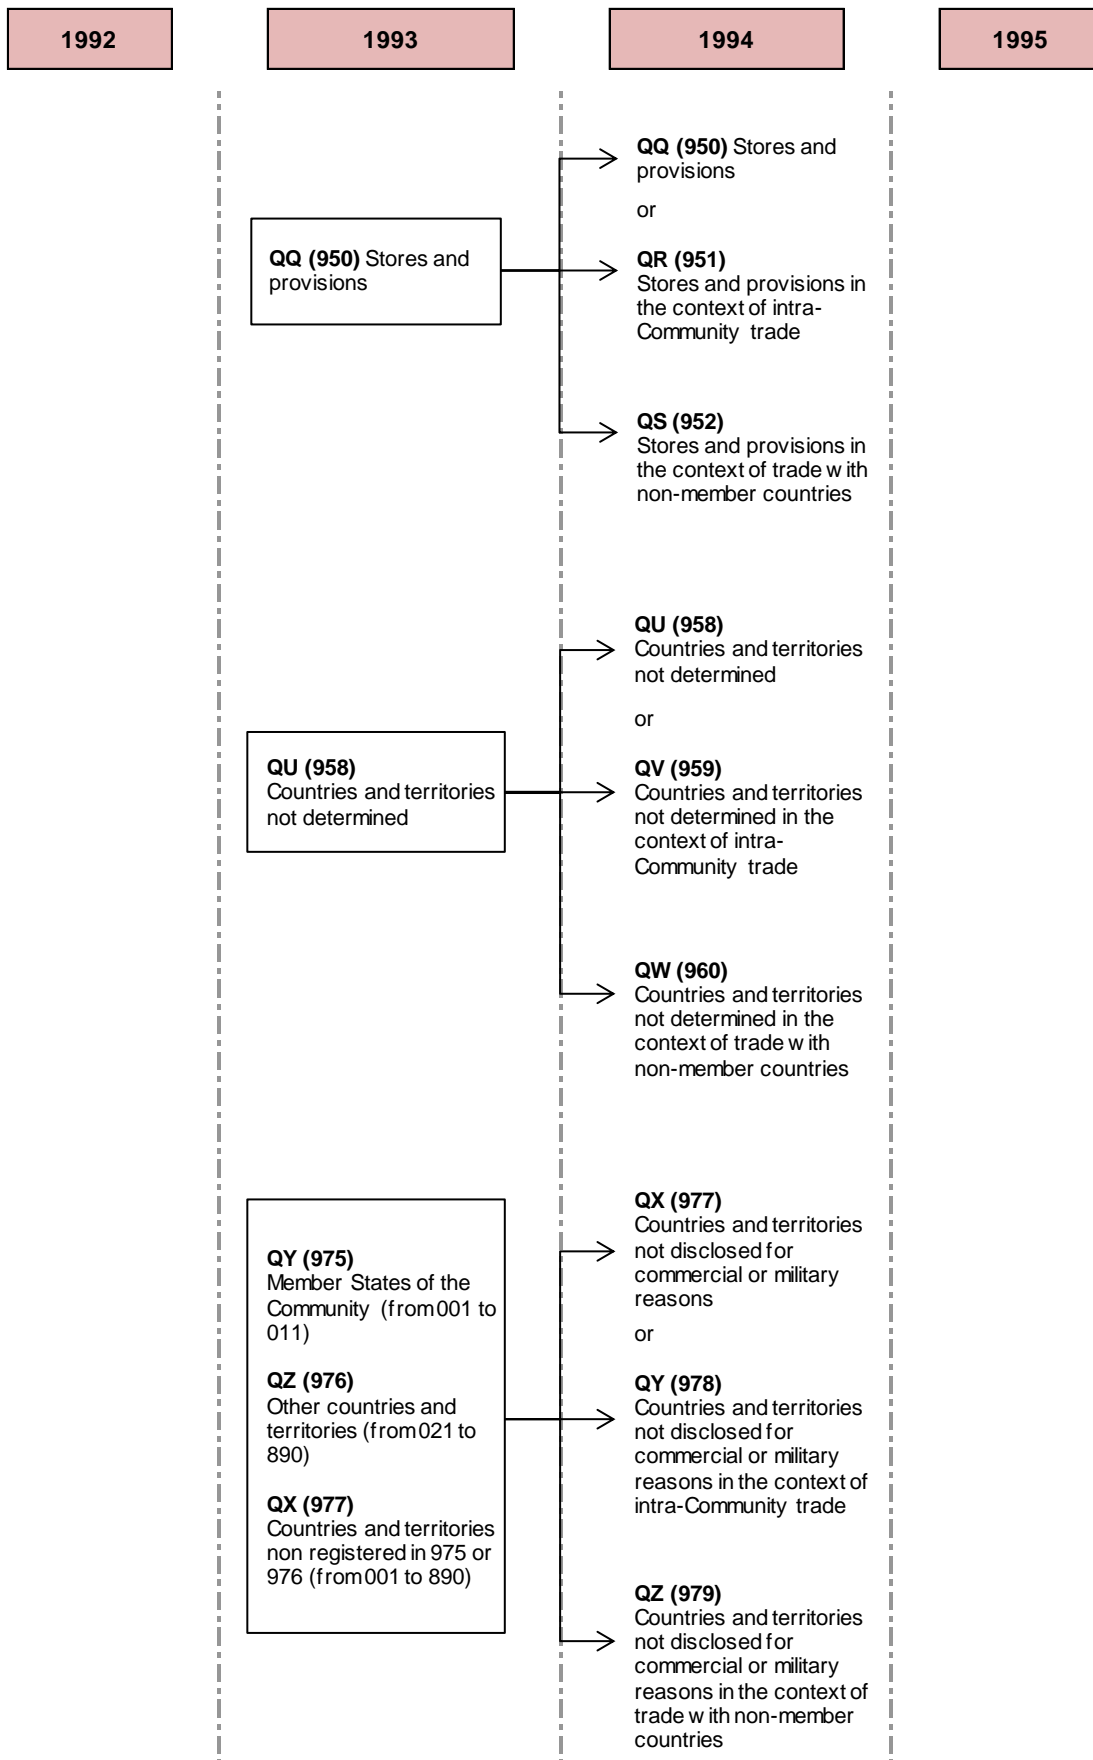 1992
1993
1994
1995
QQ (950) Stores and
provisions
QQ (950) Stores and
provisions
or
QR (951)
Stores and provisions in
the context of intra-
Community trade
QS (952)
Stores and provisions in
the context of trade with
non-member countries
QU (958)
Countries and territories
not determined
QU (958)
Countries and territories
not determined
or
QV (959)
Countries and territories
not determined in the
context of intra-
Community trade
QW (960)
Countries and territories
not determined in the
context of trade with
non-member countries
QY (975)
Member States of the
Community (from 001 to
011)
QZ (976)
Other countries and
territories (from 021 to
890)
QX (977)
Countries and territories
non registered in 975 or
976 (from 001 to 890)
QX (977)
Countries and territories
not disclosed for
commercial or military
reasons
or
QY (978)
Countries and territories
not disclosed for
commercial or military
reasons in the context of
intra-Community trade
QZ (979)
Countries and territories
not disclosed for
commercial or military
reasons in the context of
trade with non-member
countries